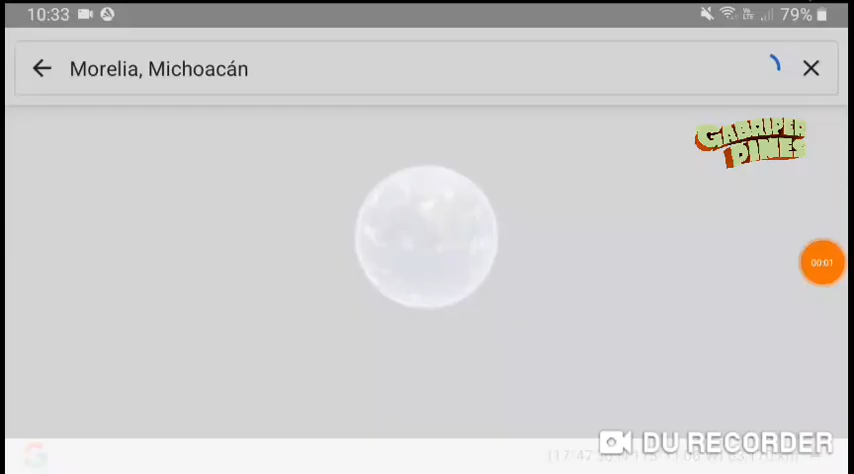 10:33
79%
Morelia, Michoacán
GABRIPER
PINES
00:01
DU RECORDER